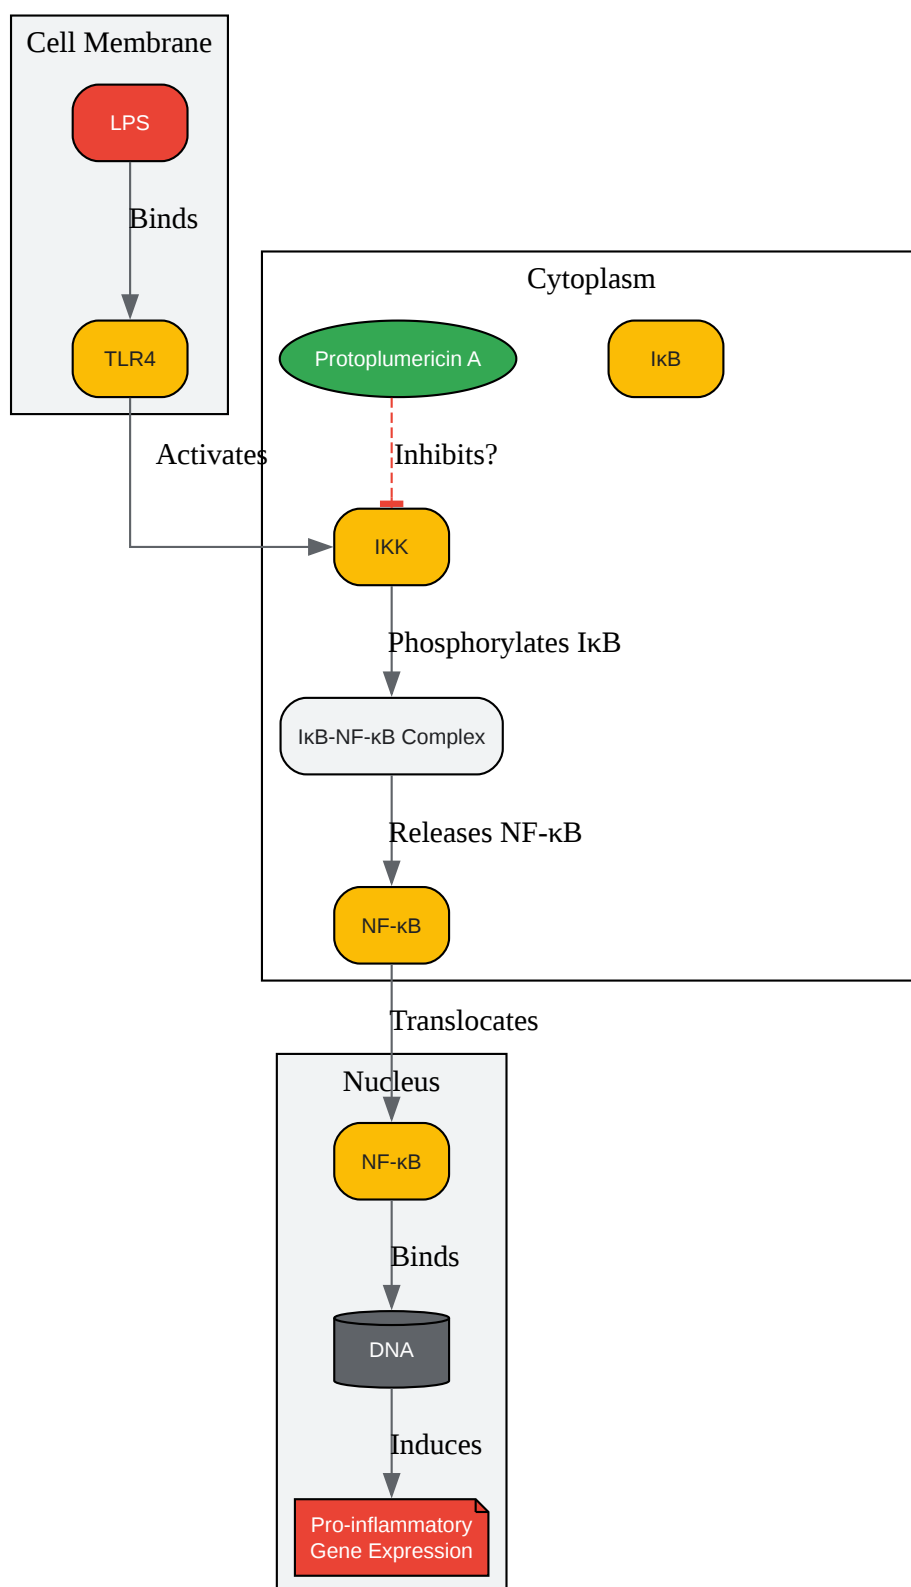 Cell Membrane
LPS
Binds
TLR4
Activates
Cytoplasm
Protoplumericin A
IκB
Inhibits?
IKK
Phosphorylates IκB
IκB-NF-κB Complex
Releases NF-κB
NF-κB
Translocates
Nucleus
NF-κB
Binds
DNA
Induces
Pro-inflammatory
Gene Expression